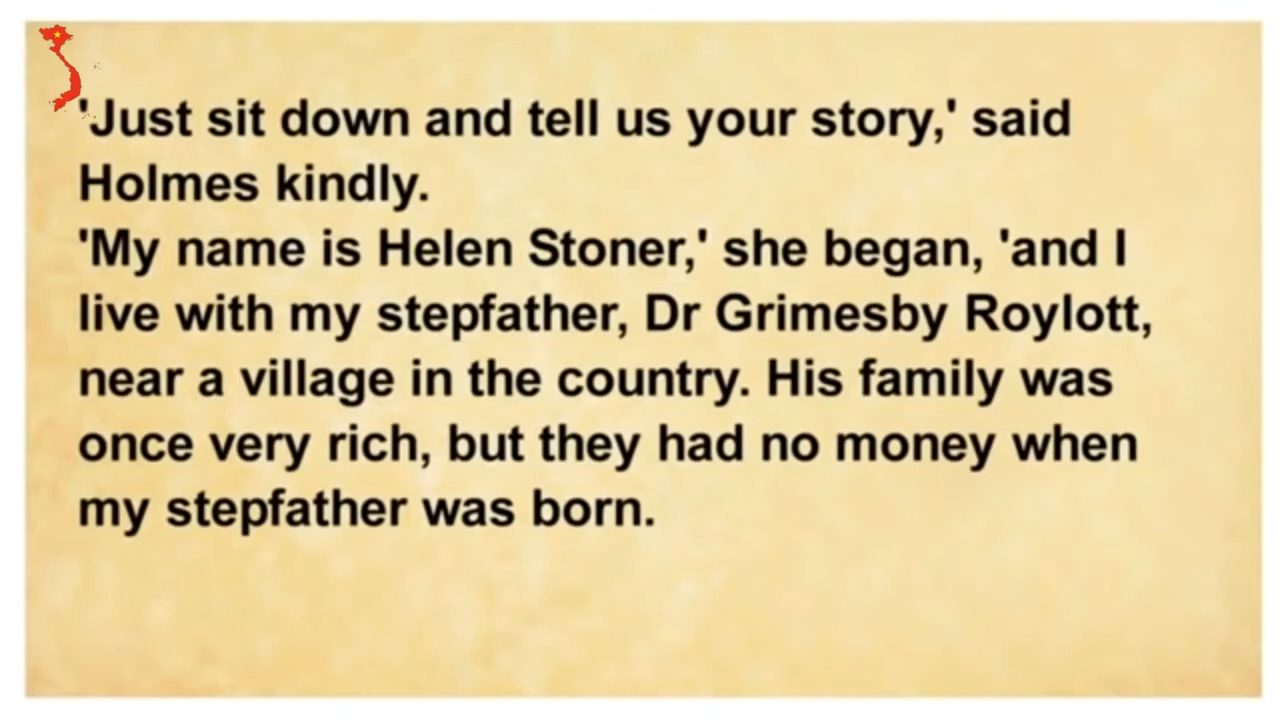 'Just sit down and tell us your story,' said
Holmes kindly.
'My name is Helen Stoner,' she began, 'and I
live with my stepfather, Dr Grimesby Roylott,
near a village in the country. His family was
once very rich, but they had no money when
my stepfather was born.